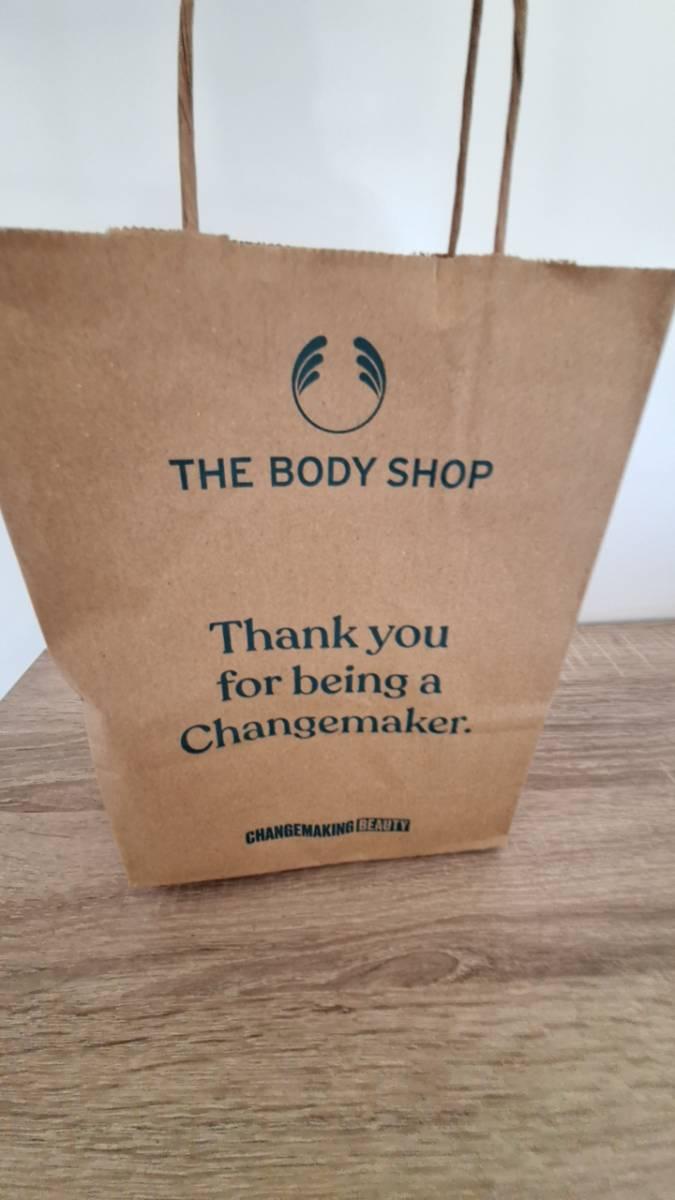 THE BODY SHOP
Thank you
for being a
Changemaker.
CHANGEMAKING BEAUTY